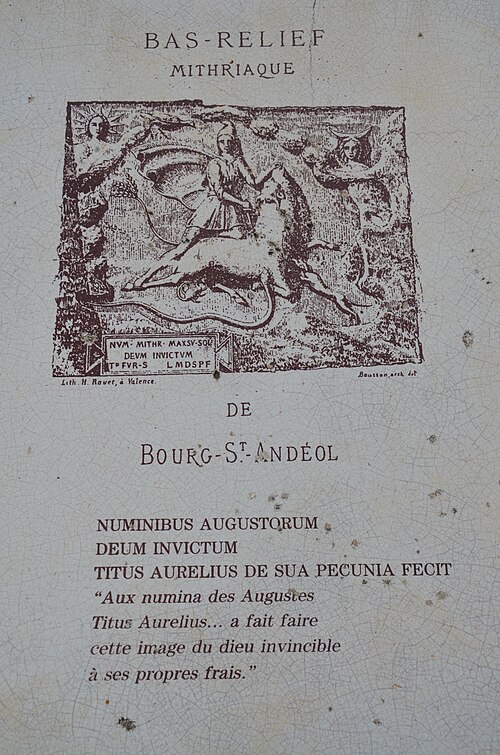 BAS-RELIEF
MITHRIAQUE
NVM· MITHR· MAXSV·SOL
DEVM INVICTVM
Tᵒ FVR·S L MDSPF
Lith. H. Rouet, à Valence.
Bousson, arch. del
DE
BOURG-Sᵀ-ANDÉOL
NUMINIBUS AUGUSTORUM
DEUM INVICTUM
TITUS AURELIUS DE SUA PECUNIA FECIT
“Aux numina des Augustes
Titus Aurelius... a fait faire
cette image du dieu invincible
à ses propres frais.”